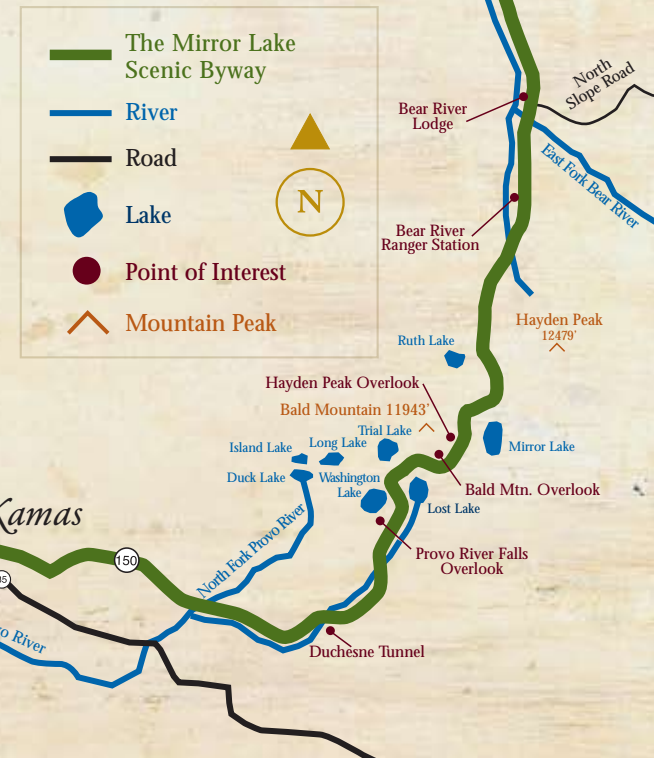 The Mirror Lake
Scenic Byway
River
Road
N
Lake
Point of Interest
Mountain Peak
North
Slope Road
Bear River
Lodge
East Fork Bear River
Bear River
Ranger Station
Hayden Peak
12479'
Ruth Lake
Hayden Peak Overlook
Bald Mountain 11943'
Trial Lake
Island Lake
Long Lake
Mirror Lake
Duck Lake
Washington
Lake
Bald Mtn. Overlook
Lost Lake
Kamas
North Fork Provo River
Provo River Falls
Overlook
150
35
vo River
Duchesne Tunnel